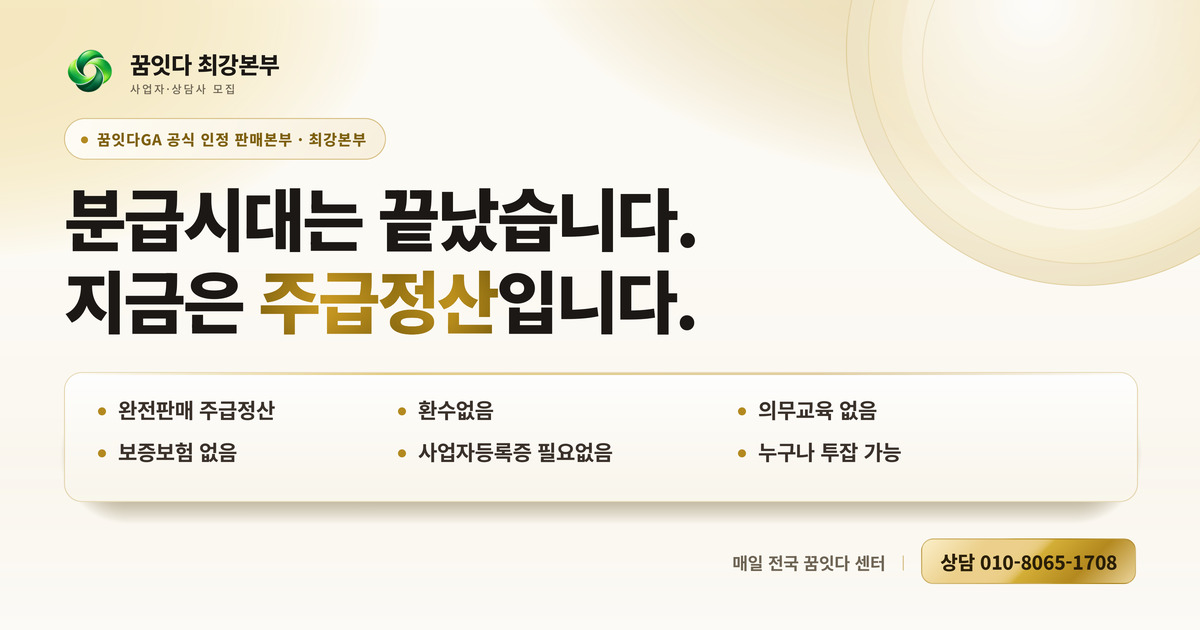 꿈잇다 최강본부
사업자·상담사 모집
꿈잇다GA 공식 인정 판매본부 · 최강본부
분급시대는 끝났습니다.
지금은 주급정산입니다.
완전판매 주급정산
환수없음
의무교육 없음
보증보험 없음
사업자등록증 필요없음
누구나 투잡 가능
매일 전국 꿈잇다 센터
상담 010-8065-1708